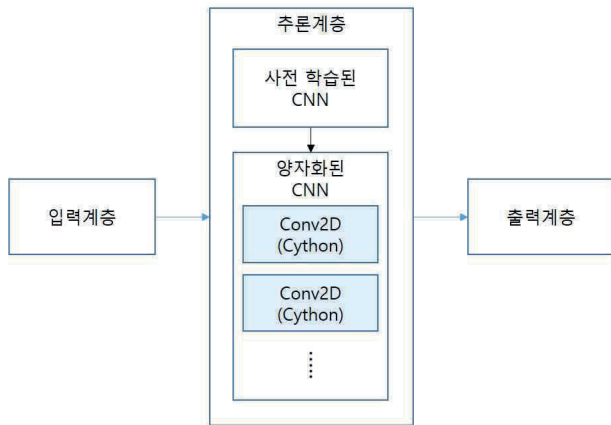 추론계층
사전 학습된
CNN
양자화된
CNN
입력계층
Conv2D
(Cython)
Conv2D
(Cython)
출력계층